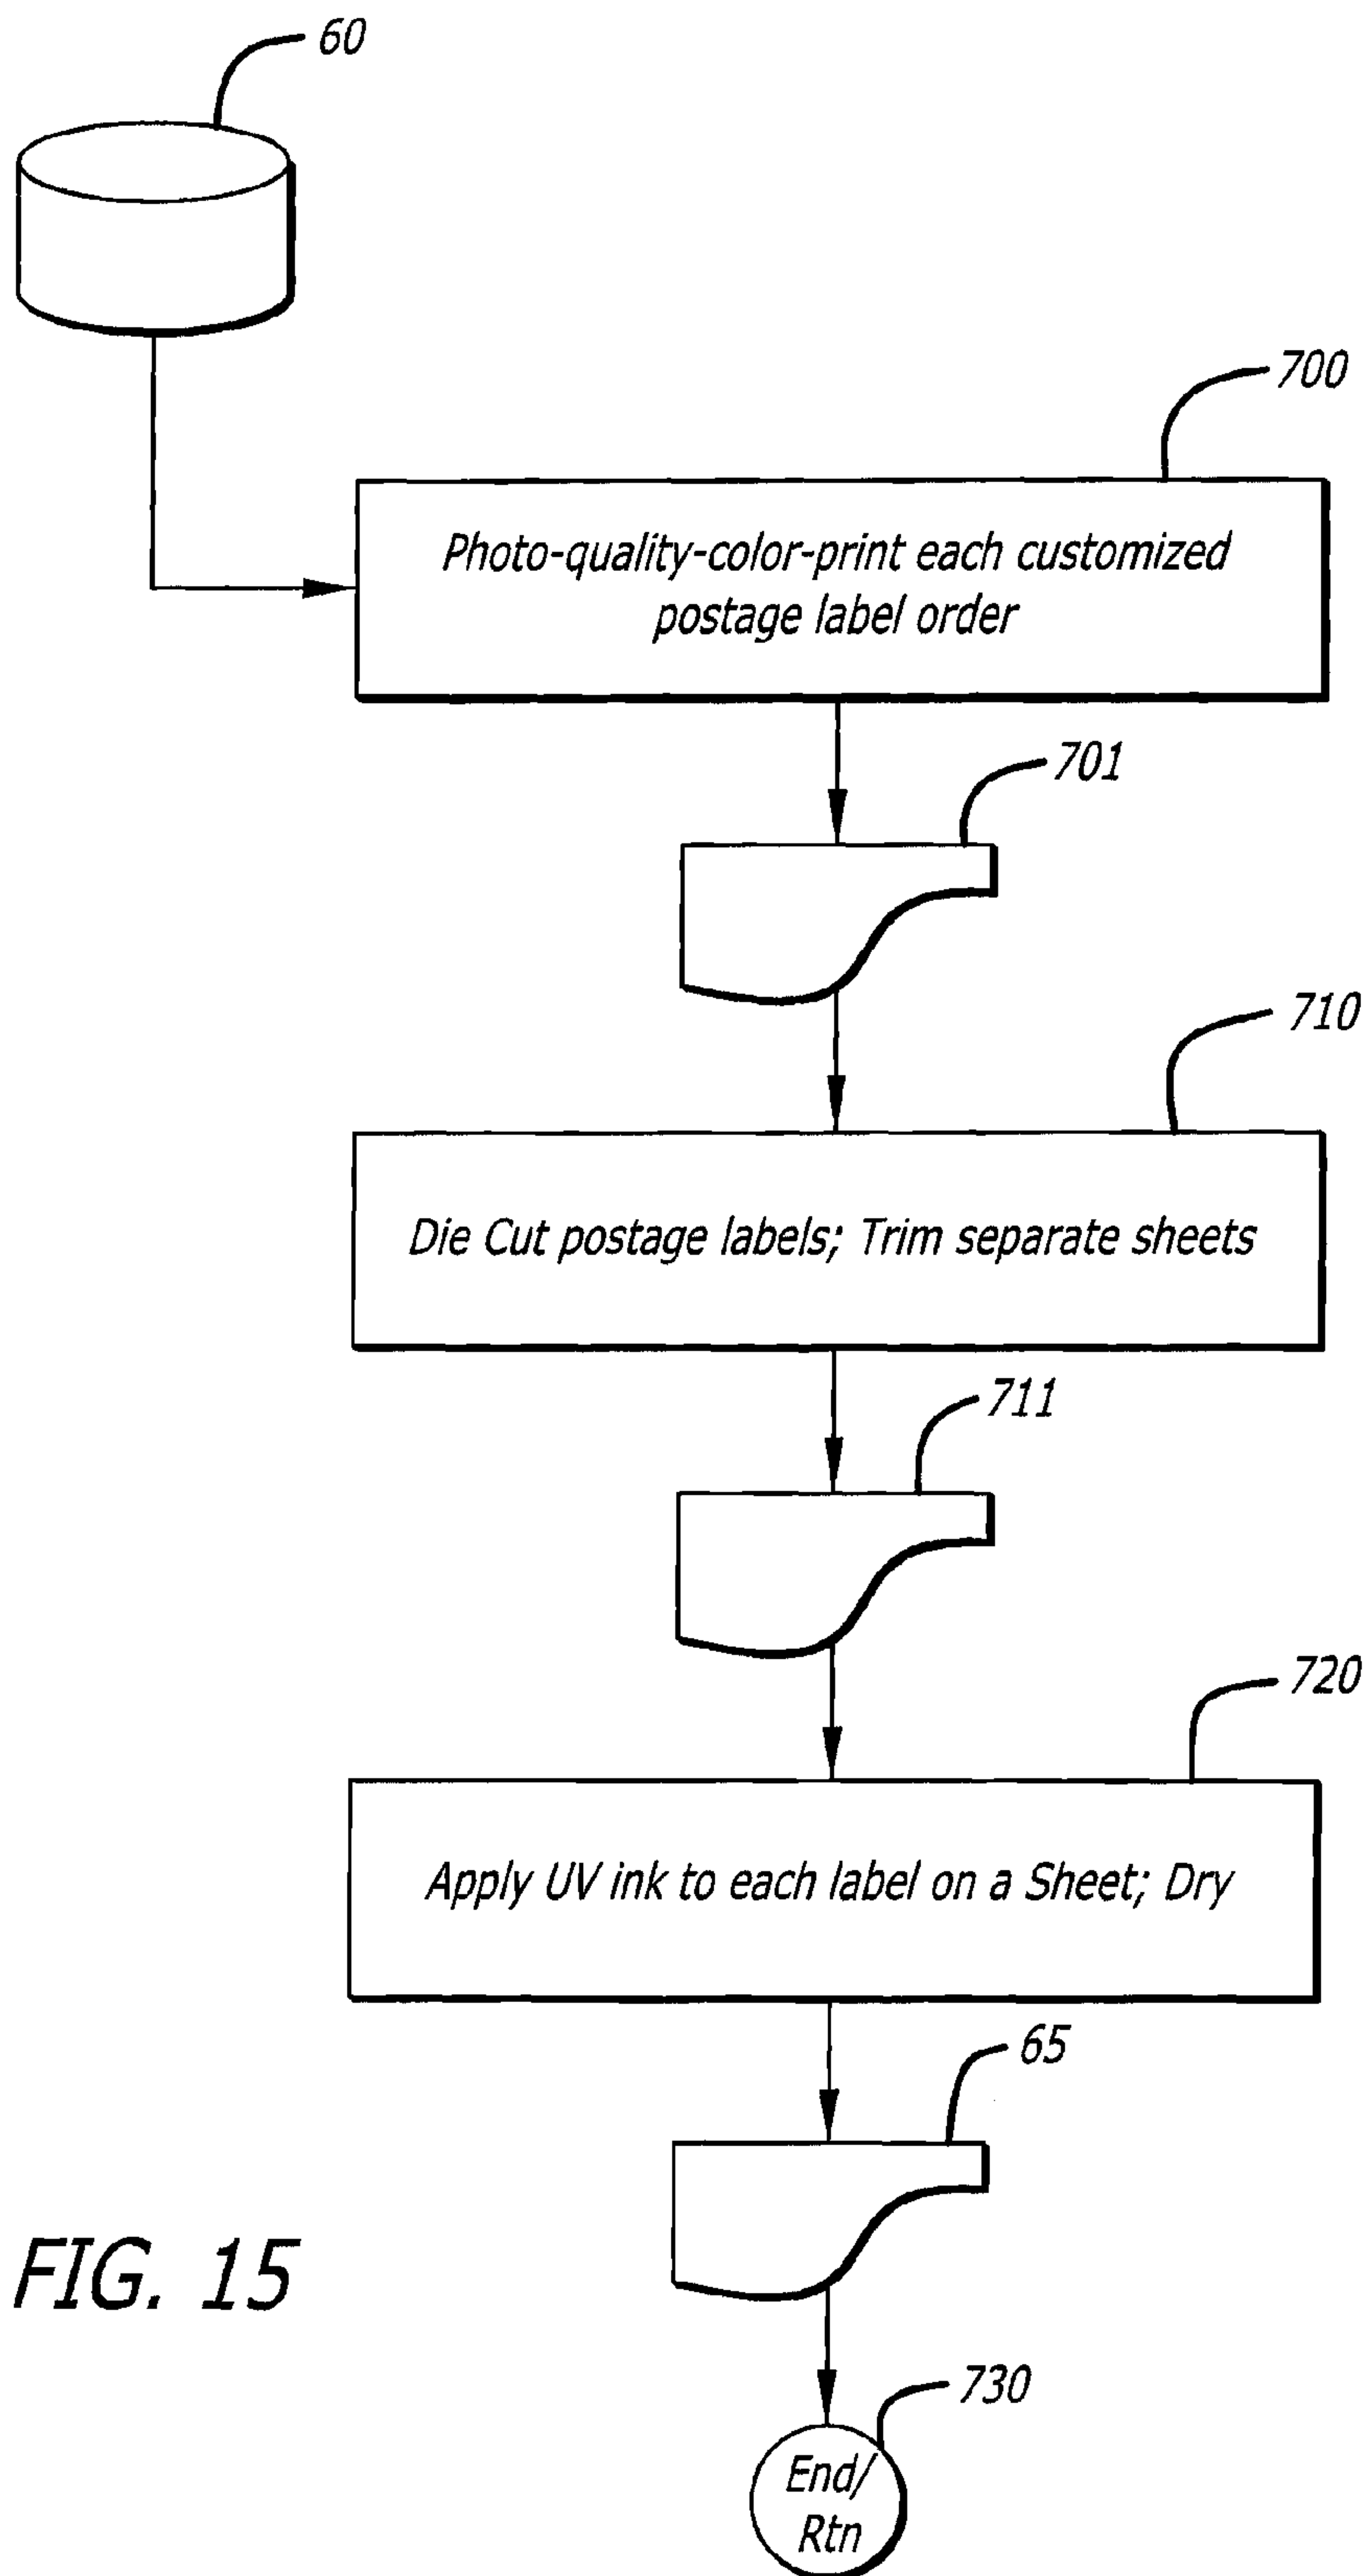 60
700
Photo-quality-color-print each customized
postage label order
701
710
Die Cut postage labels; Trim separate sheets
711
720
Apply UV ink to each label on a Sheet; Dry
65
FIG. 15
730
End/
Rtn